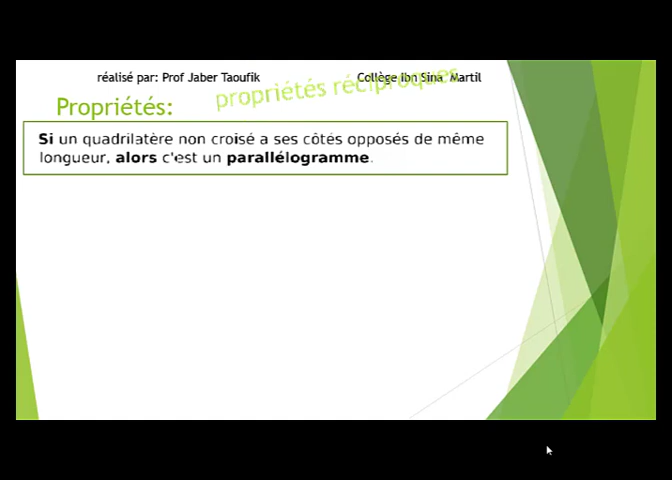 réalisé par: Prof Jaber Taoufik Collège Ibn Sina Martil
propriétés réciproques
Propriétés:
Si un quadrilatère non croisé a ses côtés opposés de même
longueur, alors c'est un parallélogramme.